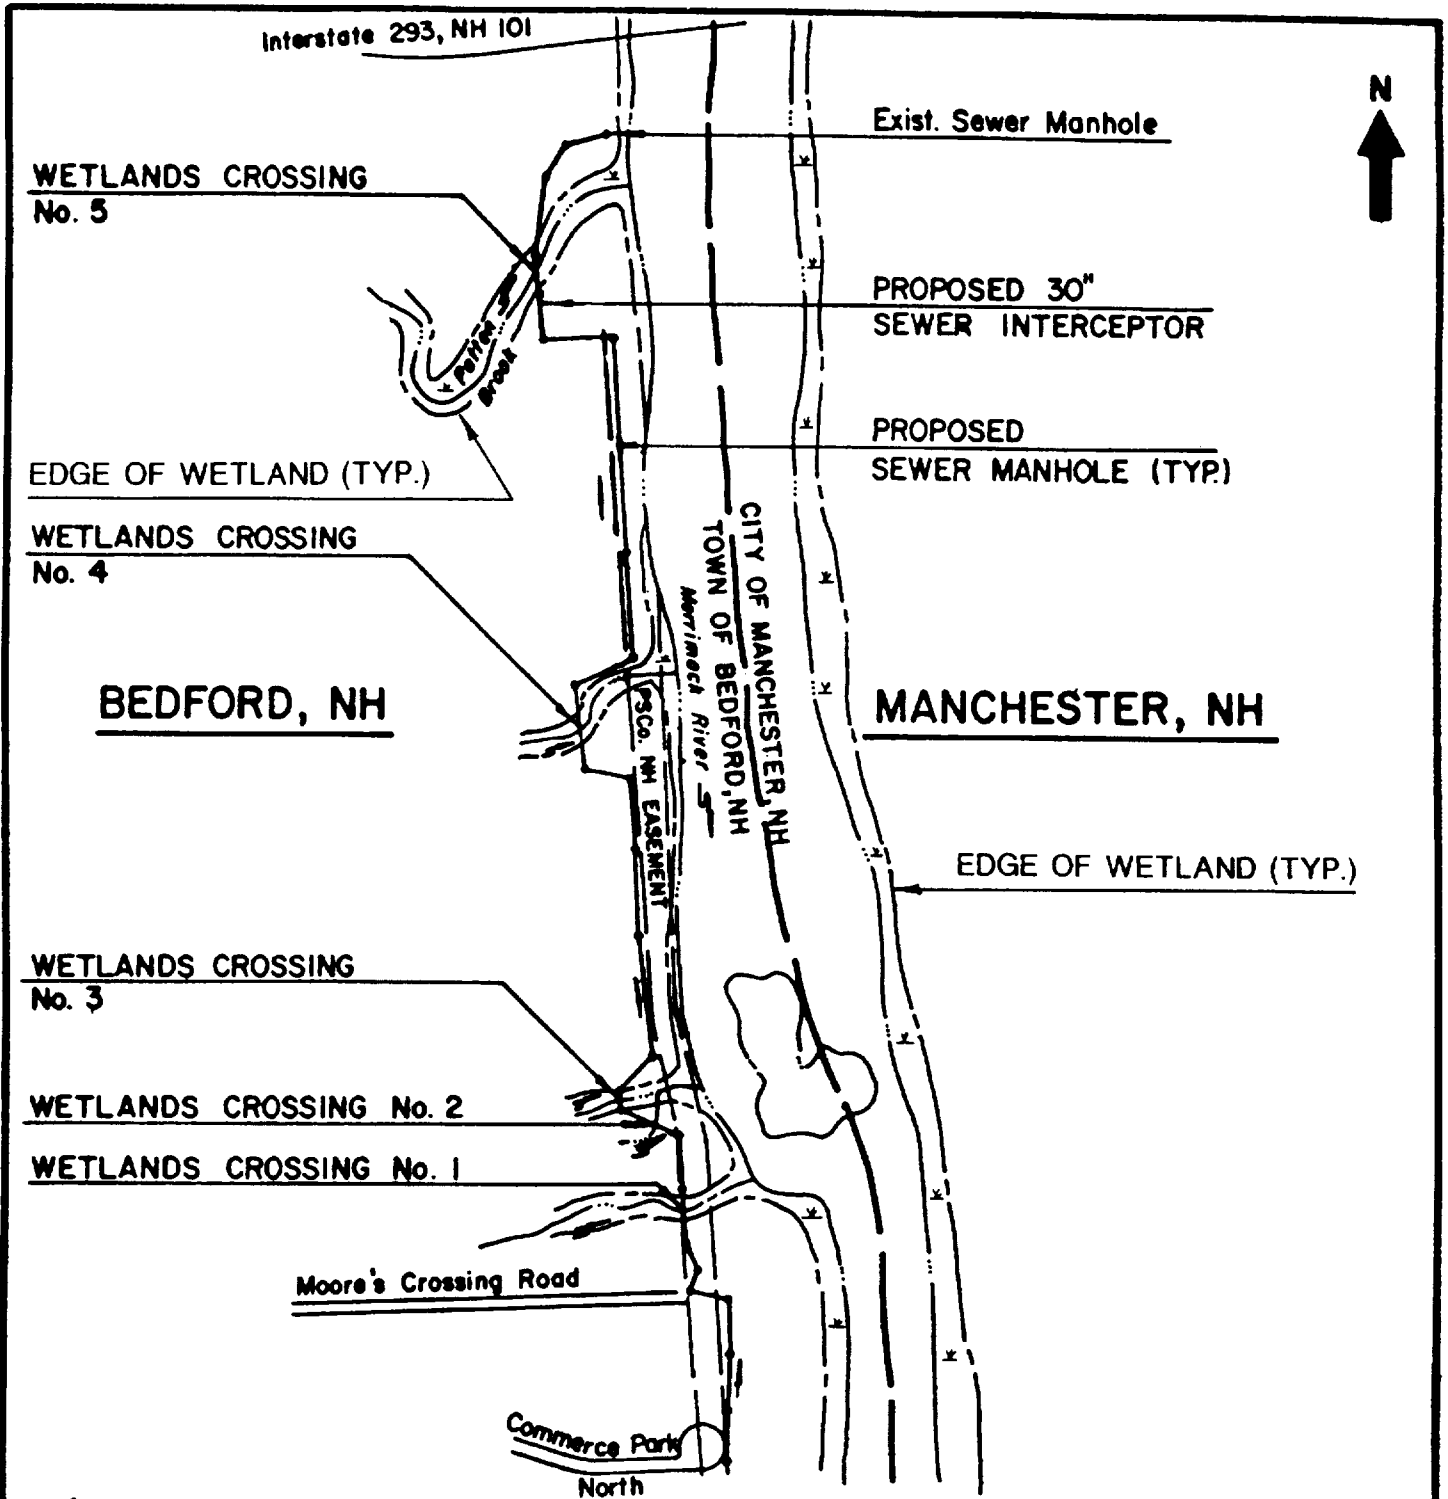 Interstate 293, NH 101
N
Exist. Sewer Manhole
WETLANDS CROSSING
No. 5
PROPOSED 30"
SEWER INTERCEPTOR
Patten
Brook
PROPOSED
SEWER MANHOLE (TYP.)
EDGE OF WETLAND (TYP.)
WETLANDS CROSSING
No. 4
CITY OF MANCHESTER, NH
TOWN OF BEDFORD, NH
Merrimack River
BEDFORD, NH
MANCHESTER, NH
PSCo. NH EASEMENT
EDGE OF WETLAND (TYP.)
WETLANDS CROSSING
No. 3
WETLANDS CROSSING No. 2
WETLANDS CROSSING No. 1
Moore's Crossing Road
Commerce Park
North